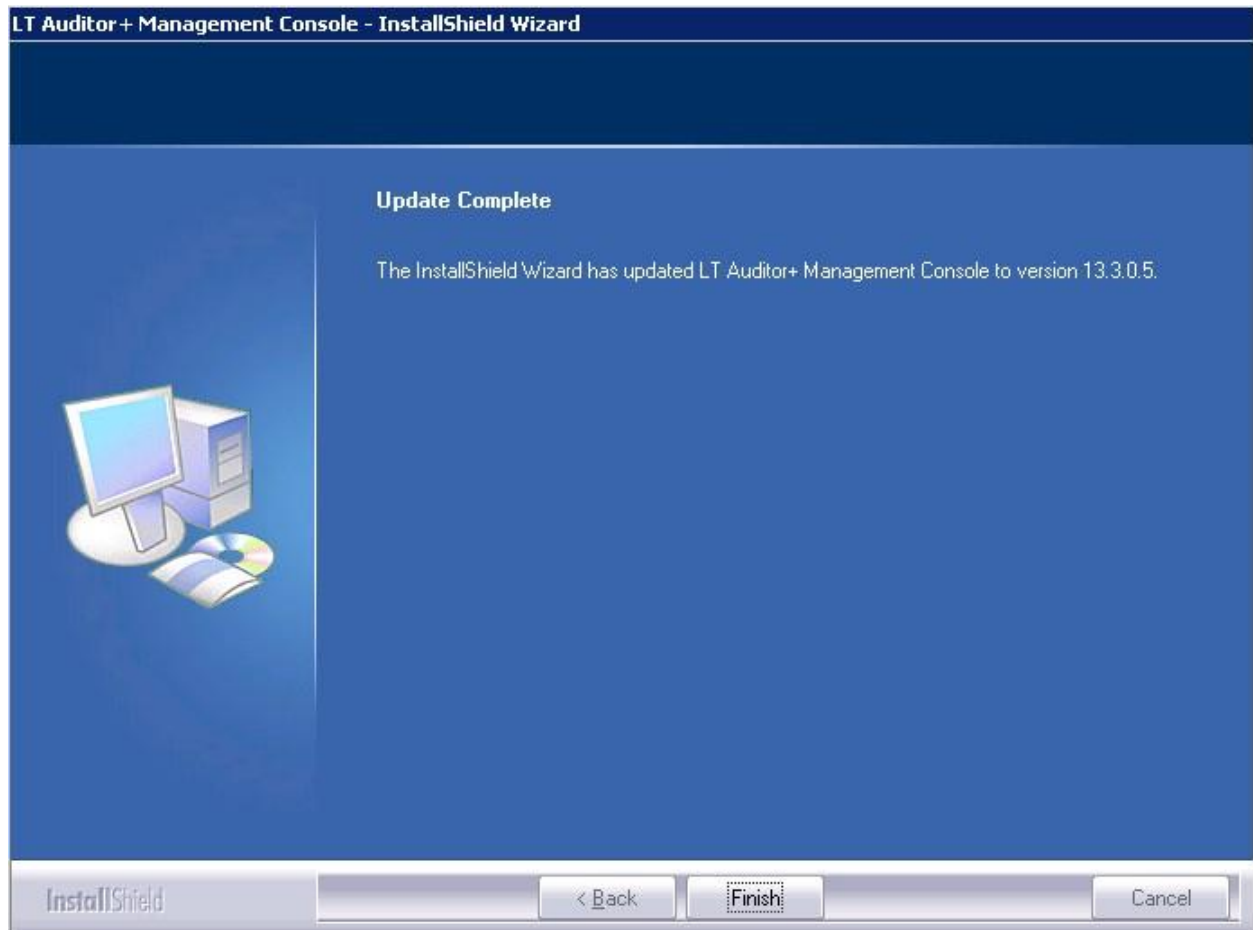 LT Auditor+ Management Console - InstallShield Wizard
Update Complete
The InstallShield Wizard has updated LT Auditor+ Management Console to version 13.3.0.5.
InstallShield
< Back
Finish
Cancel